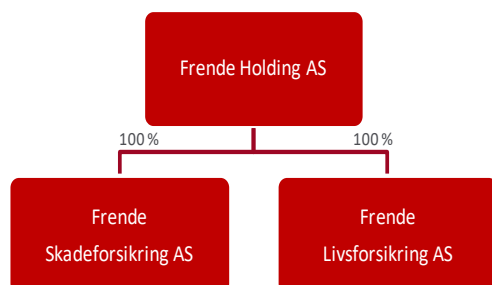 Frende Holding AS
100 %
100 %
Frende
Skadeforsikring AS
Frende
Livsforsikring AS